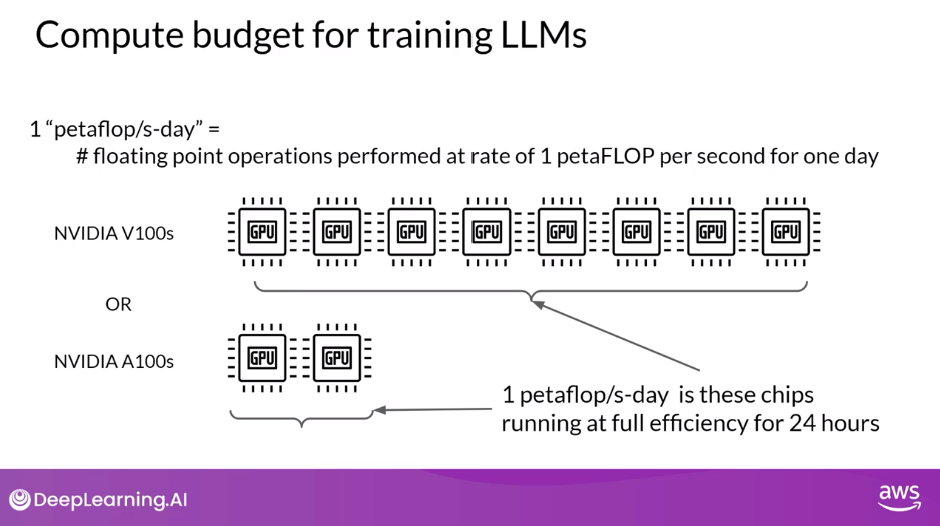 Compute budget for training LLMs
1 “petaflop/s-day” =
# floating point operations performed at rate of 1 petaFLOP per second for one day
NVIDIA V100s
GPU GPU GPU GPU GPU GPU GPU GPU
OR
NVIDIA A100s
GPU GPU
1 petaflop/s-day is these chips
running at full efficiency for 24 hours
DeepLearning.AI
aws